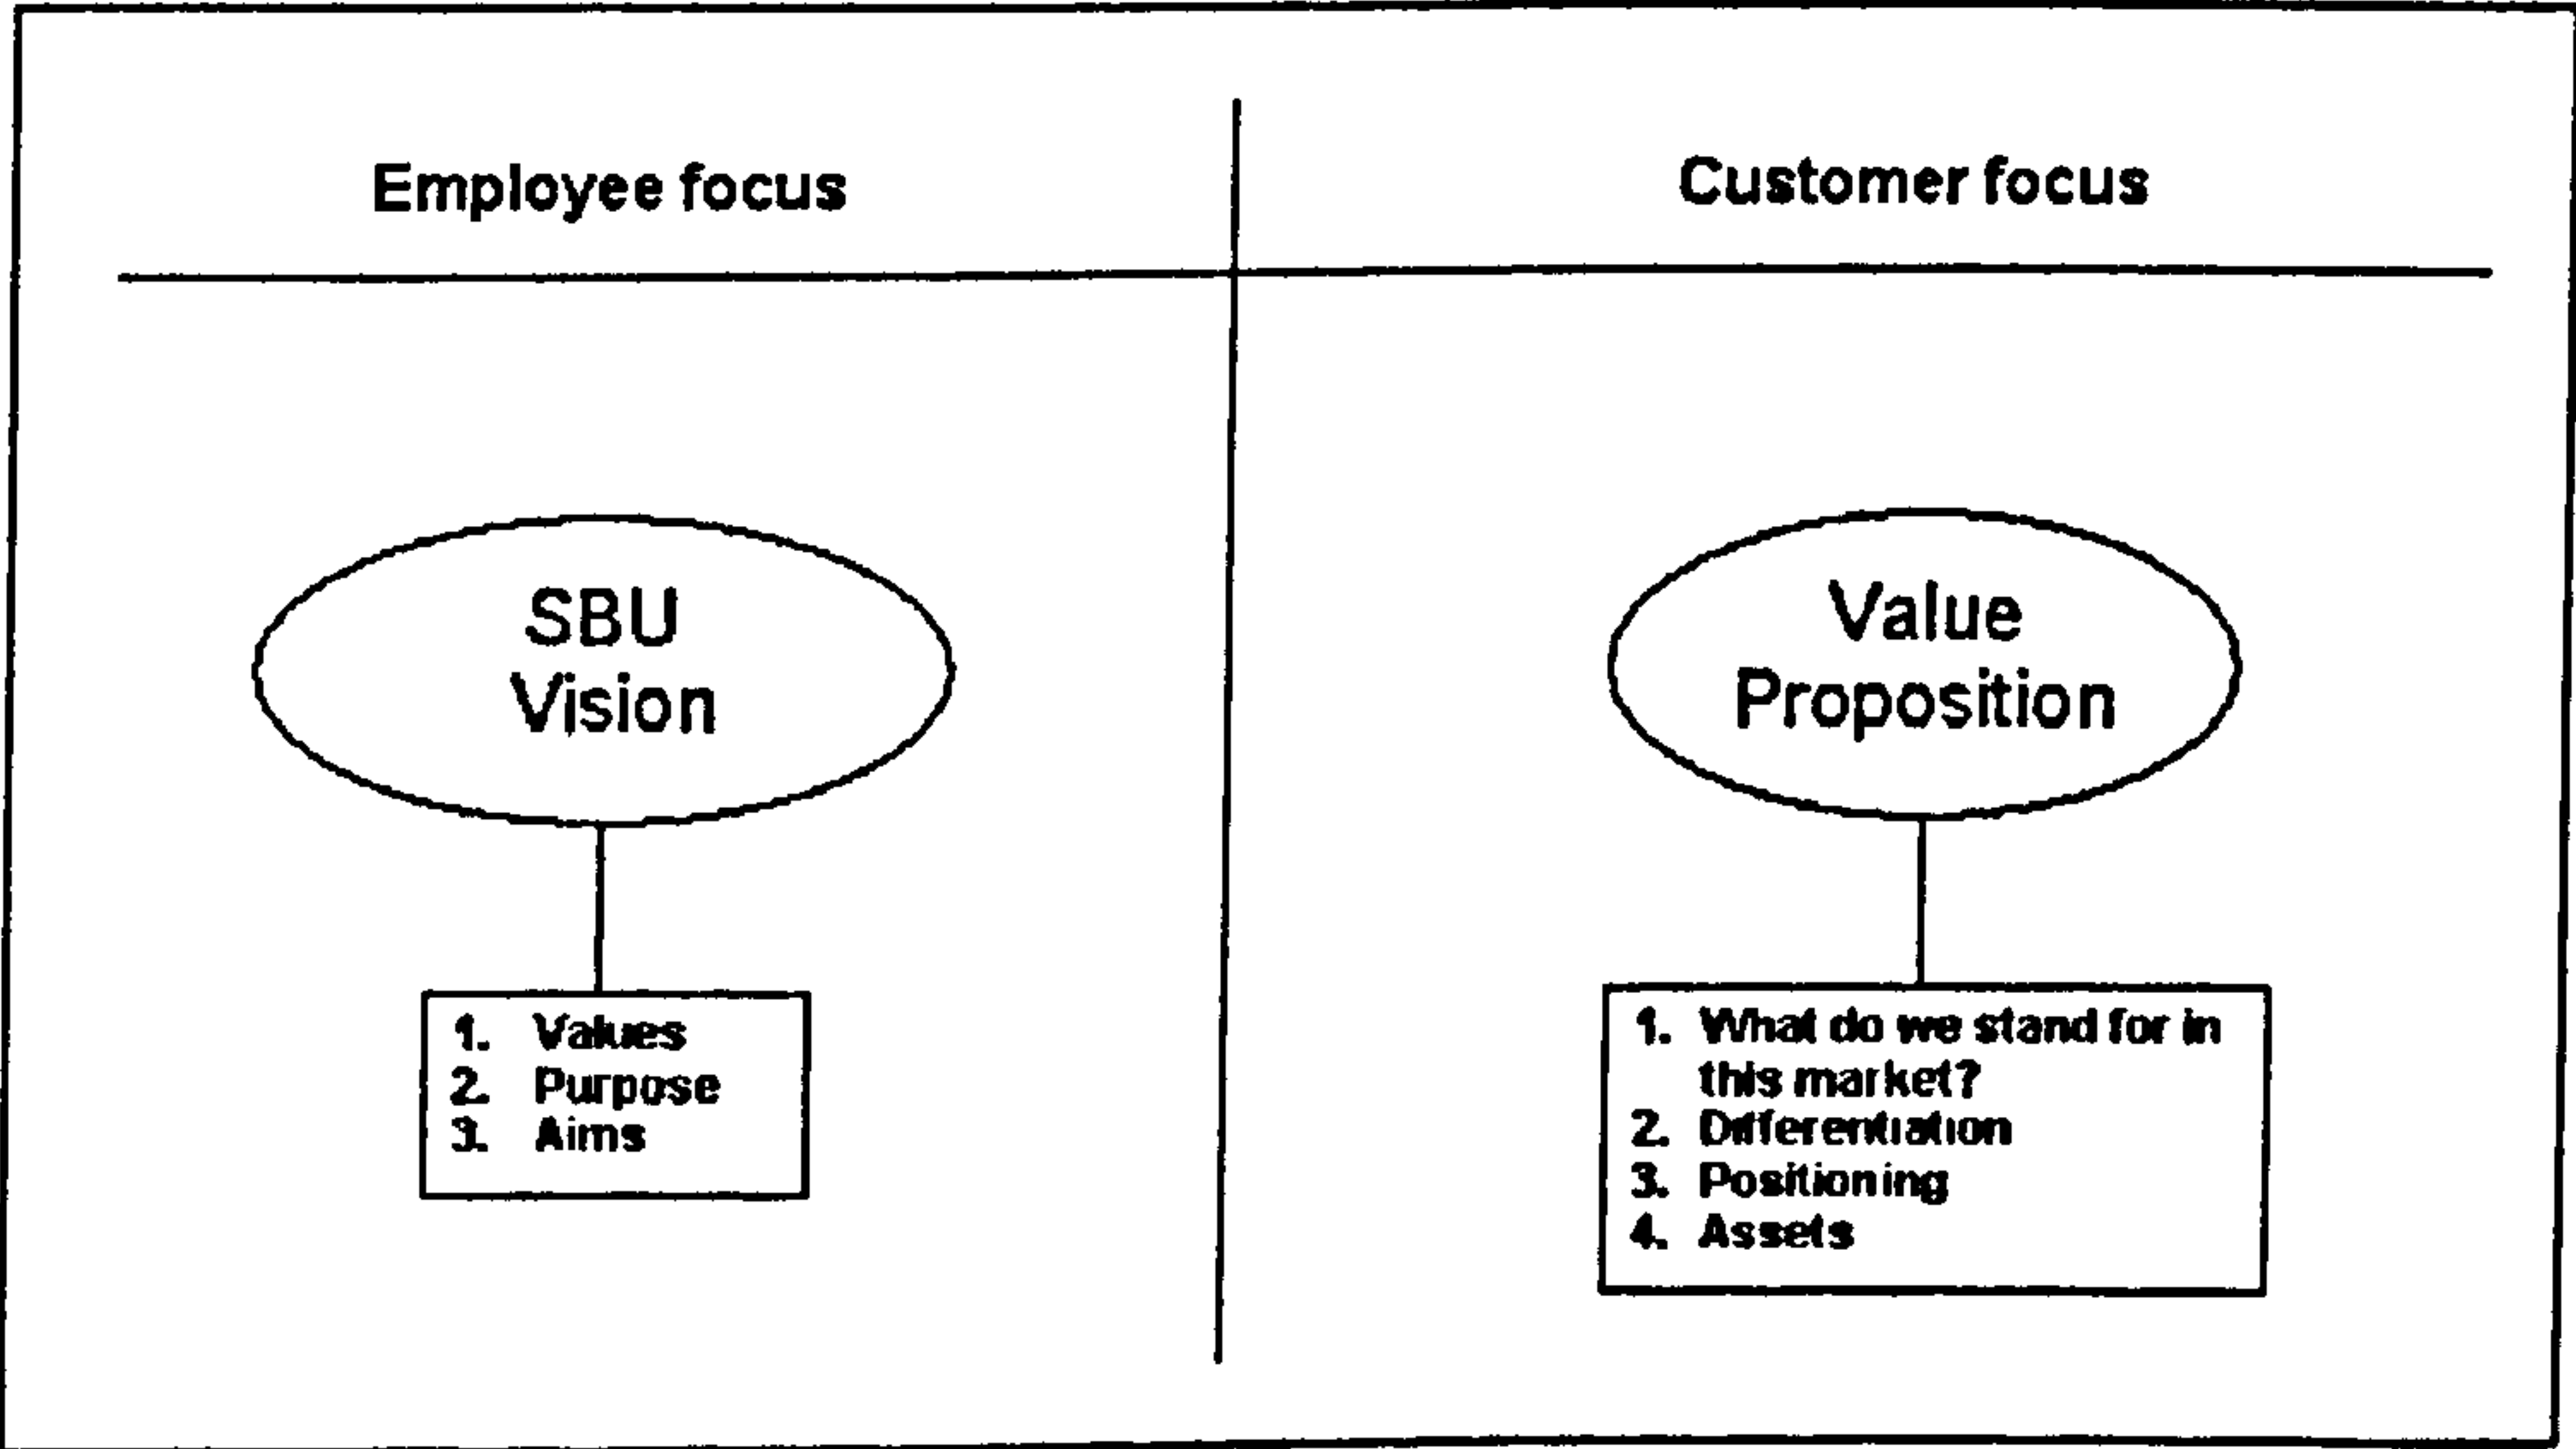 Employee focus
Customer focus
SBU
Vision
Value
Proposition
1. Values
2. Purpose
3. Aims
1. What do we stand for in
this market?
2. Differentiation
3. Positioning
4. Assets